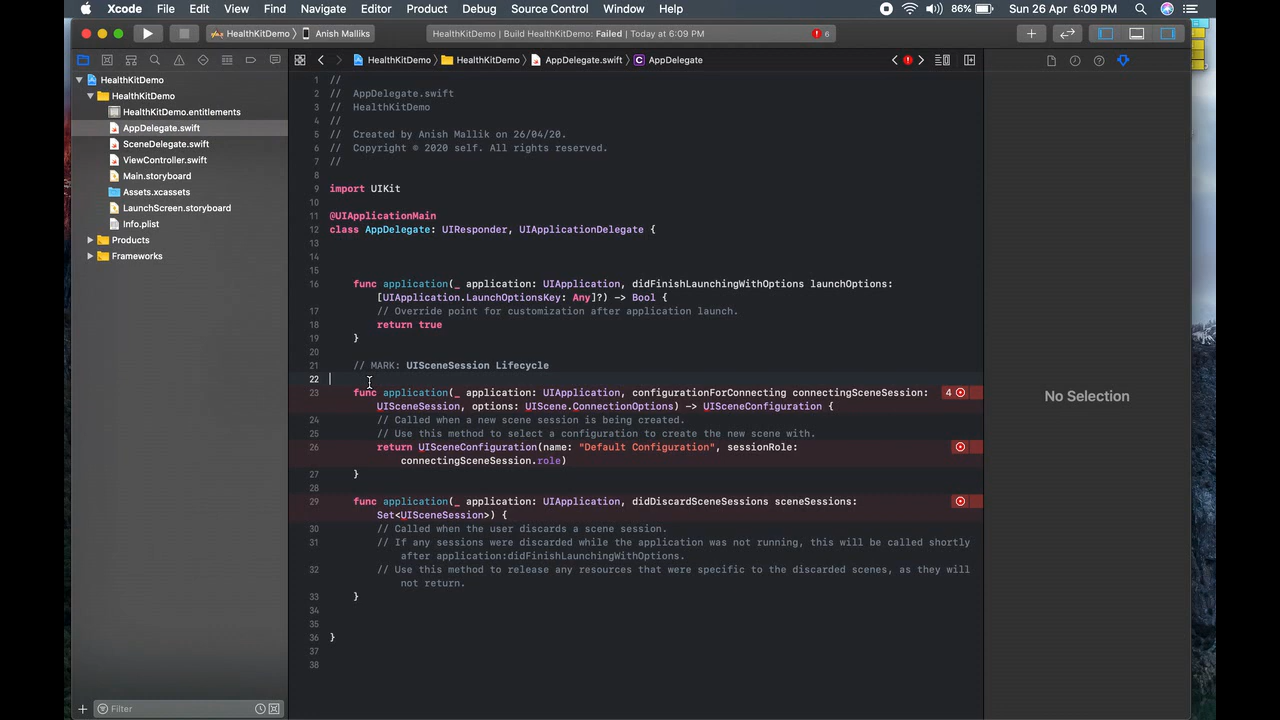 Xcode File Edit View Find Navigate Editor Product Debug Source Control Window Help 86% Sun 26 Apr 6:09 PM
HealthKitDemo 〉 Anish Malliks HealthKitDemo | Build HealthKitDemo: Failed | Today at 6:09 PM 6
HealthKitDemo 〉 HealthKitDemo 〉 AppDelegate.swift 〉 C AppDelegate
HealthKitDemo
HealthKitDemo
HealthKitDemo.entitlements
AppDelegate.swift
SceneDelegate.swift
ViewController.swift
Main.storyboard
Assets.xcassets
LaunchScreen.storyboard
Info.plist
Products
Frameworks
Filter
1 //
2 // AppDelegate.swift
3 // HealthKitDemo
4 //
5 // Created by Anish Mallik on 26/04/20.
6 // Copyright © 2020 self. All rights reserved.
7 //
8
9 import UIKit
10
11 @UIApplicationMain
12 class AppDelegate: UIResponder, UIApplicationDelegate {
13
14
15
16 func application(_ application: UIApplication, didFinishLaunchingWithOptions launchOptions:
[UIApplication.LaunchOptionsKey: Any]?) -> Bool {
17 // Override point for customization after application launch.
18 return true
19 }
20
21 // MARK: UISceneSession Lifecycle
22
23 func application(_ application: UIApplication, configurationForConnecting connectingSceneSession: 4
UISceneSession, options: UIScene.ConnectionOptions) -> UISceneConfiguration {
24 // Called when a new scene session is being created.
25 // Use this method to select a configuration to create the new scene with.
26 return UISceneConfiguration(name: "Default Configuration", sessionRole:
connectingSceneSession.role)
27 }
28
29 func application(_ application: UIApplication, didDiscardSceneSessions sceneSessions:
Set<UISceneSession>) {
30 // Called when the user discards a scene session.
31 // If any sessions were discarded while the application was not running, this will be called shortly
after application:didFinishLaunchingWithOptions.
32 // Use this method to release any resources that were specific to the discarded scenes, as they will
not return.
33 }
34
35
36 }
37
38
No Selection